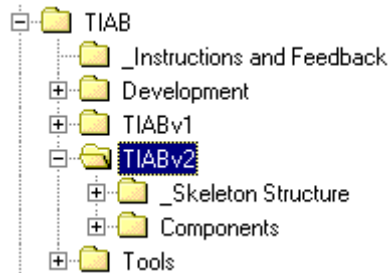 TIAB
_Instructions and Feedback
Development
TIABv1
TIABv2
_Skeleton Structure
Components
Tools